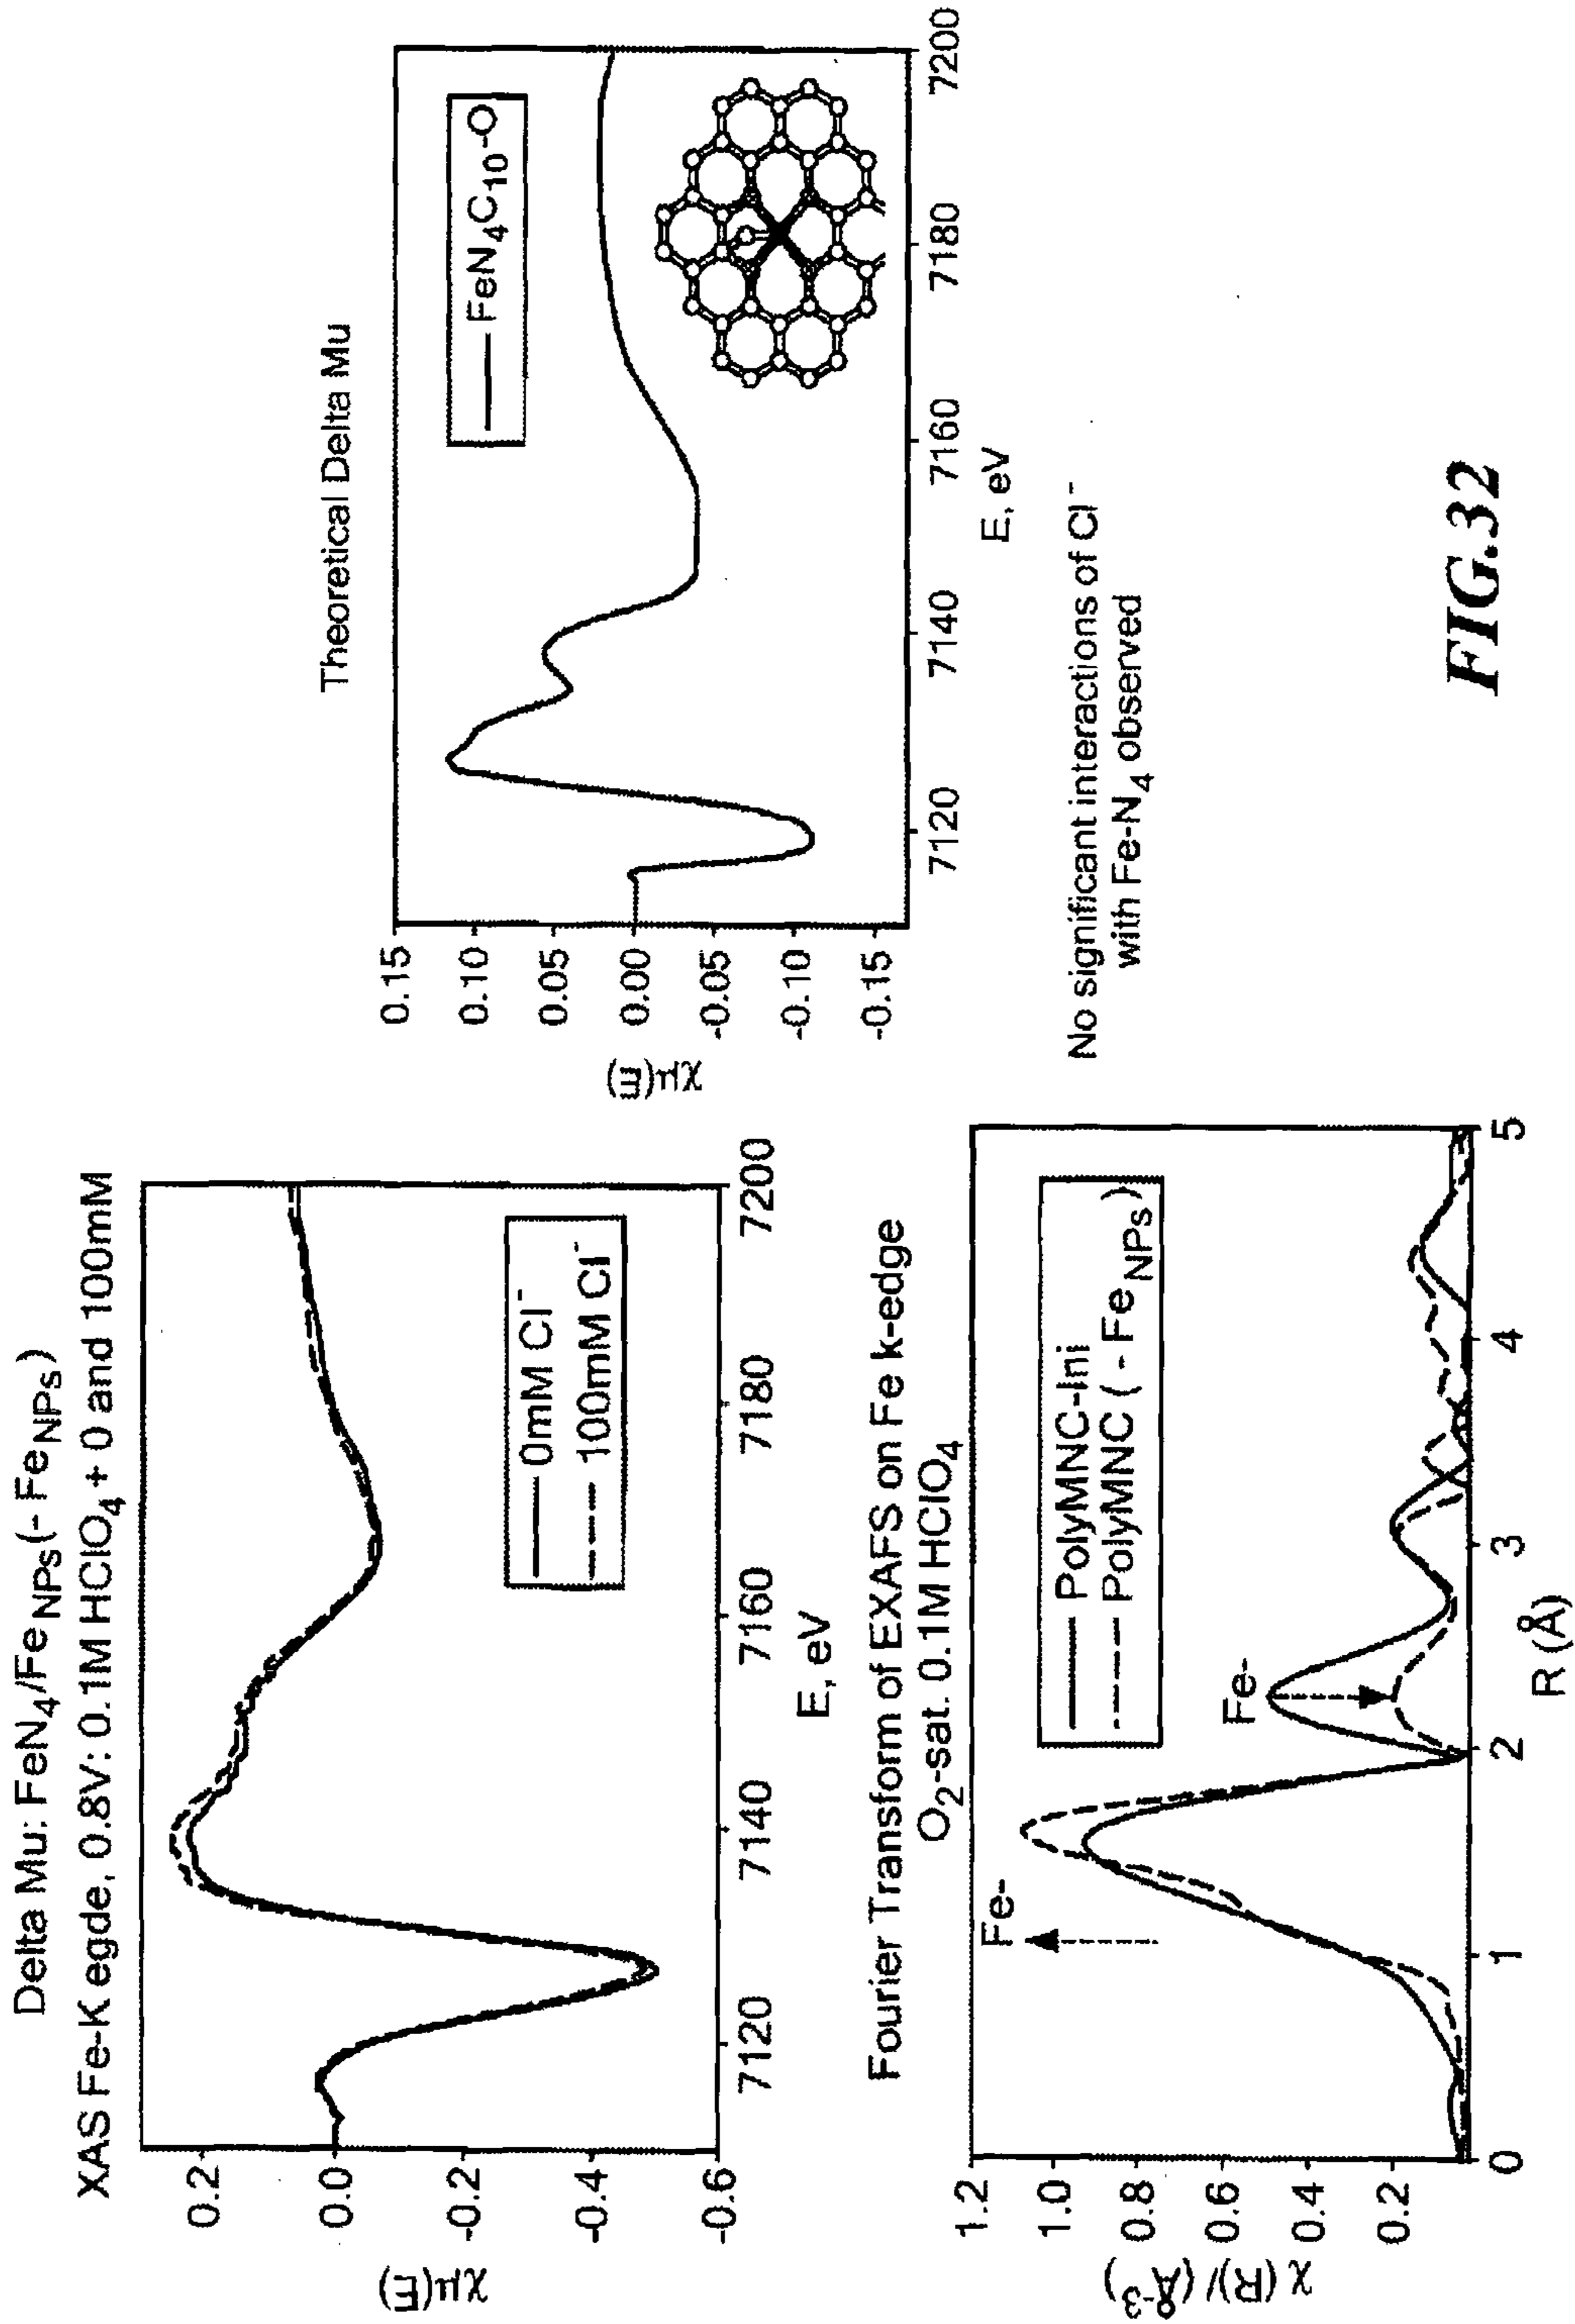 Delta Mu: FeN4/FeNPs(- FeNPs)
XAS Fe-K egde, 0.8V: 0.1M HClO4 + 0 and 100mM
χμ(E)
0.2
0.0
-0.2
-0.4
-0.6
0mM Cl-
100mM Cl-
7120
7140
7160
7180
7200
E, eV
Theoretical Delta Mu
χμ(E)
0.15
0.10
0.05
0.00
-0.05
-0.10
-0.15
FeN4C10-O
7120
7140
7160
7180
7200
E, eV
Fourier Transform of EXAFS on Fe k-edge
O2-sat. 0.1M HClO4
χ (R)/(Å-3)
1.2
1.0
0.8
0.6
0.4
0.2
Fe-
Fe-
PolyMNC-Ini
PolyMNC ( - FeNPs)
0
1
2
3
4
5
R (Å)
No significant interactions of Cl-
with Fe-N4 observed
FIG.32